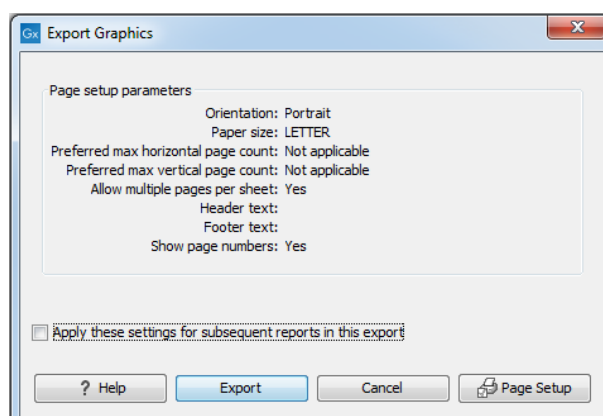 Gx Export Graphics
Page setup parameters
Orientation: Portrait
Paper size: LETTER
Preferred max horizontal page count: Not applicable
Preferred max vertical page count: Not applicable
Allow multiple pages per sheet: Yes
Header text:
Footer text:
Show page numbers: Yes
Apply these settings for subsequent reports in this export
? Help Export Cancel Page Setup